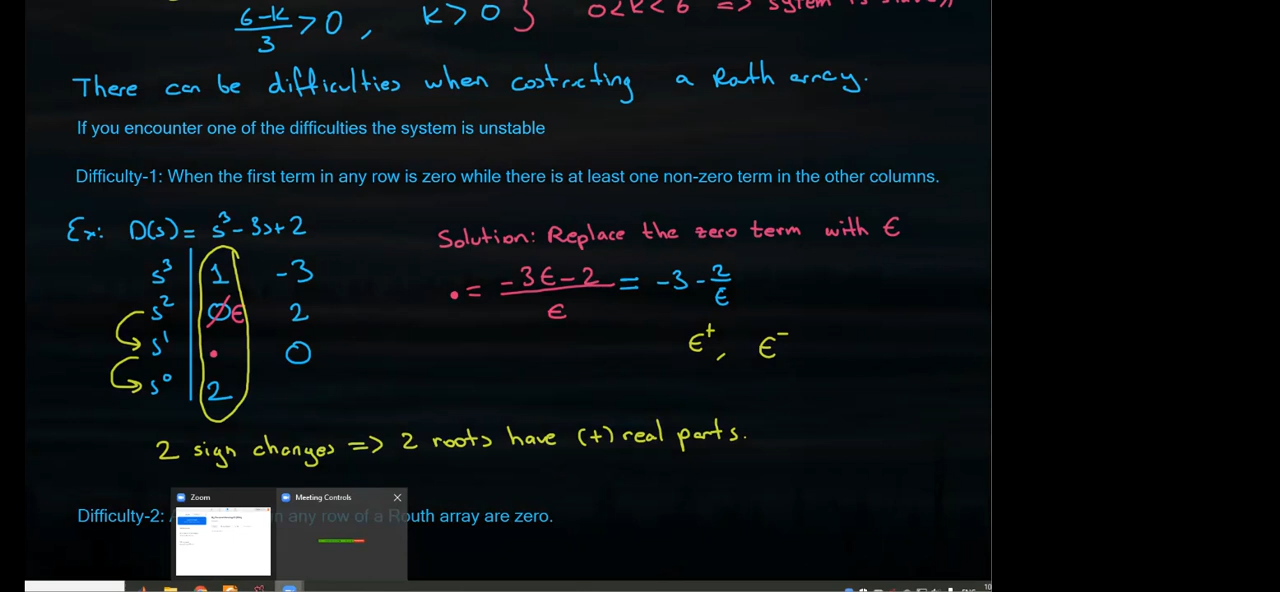 6-k/3 > 0, k > 0 } 0<k<6 => system is
There can be difficulties when costructing a Routh array.
If you encounter one of the difficulties the system is unstable
Difficulty-1: When the first term in any row is zero while there is at least one non-zero term in the other columns.
Ex: D(s) = s³ - 3s + 2
Solution: Replace the zero term with ϵ
s³ | 1 -3
s² | 0 ϵ 2
s¹ | • 0
s⁰ | 2
• = -3ϵ - 2 / ϵ = -3 - 2/ϵ
ϵ⁺, ϵ⁻
2 sign changes => 2 roots have (+) real parts.
Zoom
Meeting Controls
Difficulty-2: in any row of a Routh array are zero.